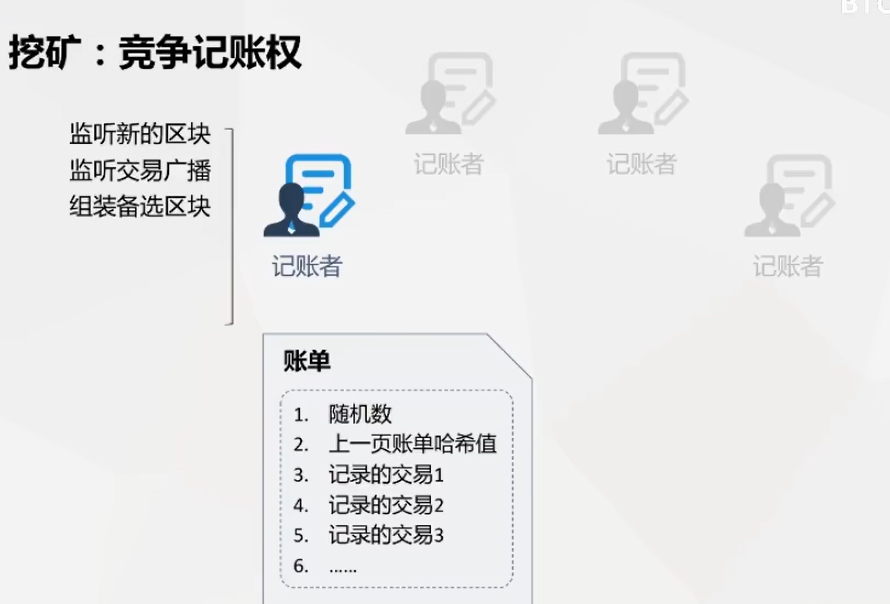 BTC
挖矿：竞争记账权
监听新的区块
监听交易广播
组装备选区块
记账者
记账者
记账者
记账者
账单
1. 随机数
2. 上一页账单哈希值
3. 记录的交易1
4. 记录的交易2
5. 记录的交易3
6. ......